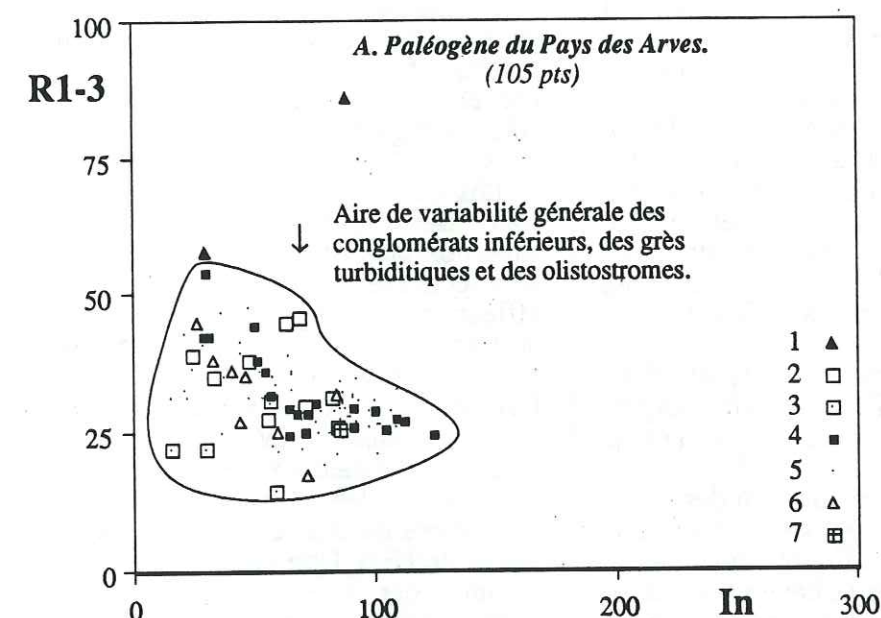 100
A. Paléogène du Pays des Arves.
(105 pts)
R1-3
75
Aire de variabilité générale des
conglomérats inférieurs, des grès
turbiditiques et des olistostromes.
50
25
0
1
2
3
4
5
6
7
0
100
200
In
300